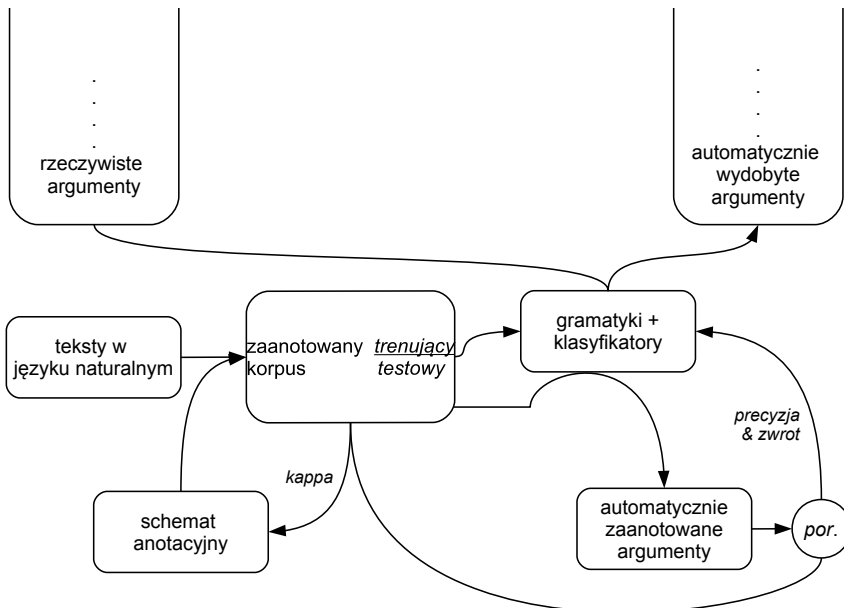 .
.
.
.
rzeczywiste
argumenty
.
.
.
.
automatycznie
wydobyte
argumenty
teksty w
języku naturalnym
zaanotowany
korpus
trenujący
testowy
gramatyki +
klasyfikatory
precyzja
& zwrot
kappa
schemat
anotacyjny
automatycznie
zaanotowane
argumenty
por.